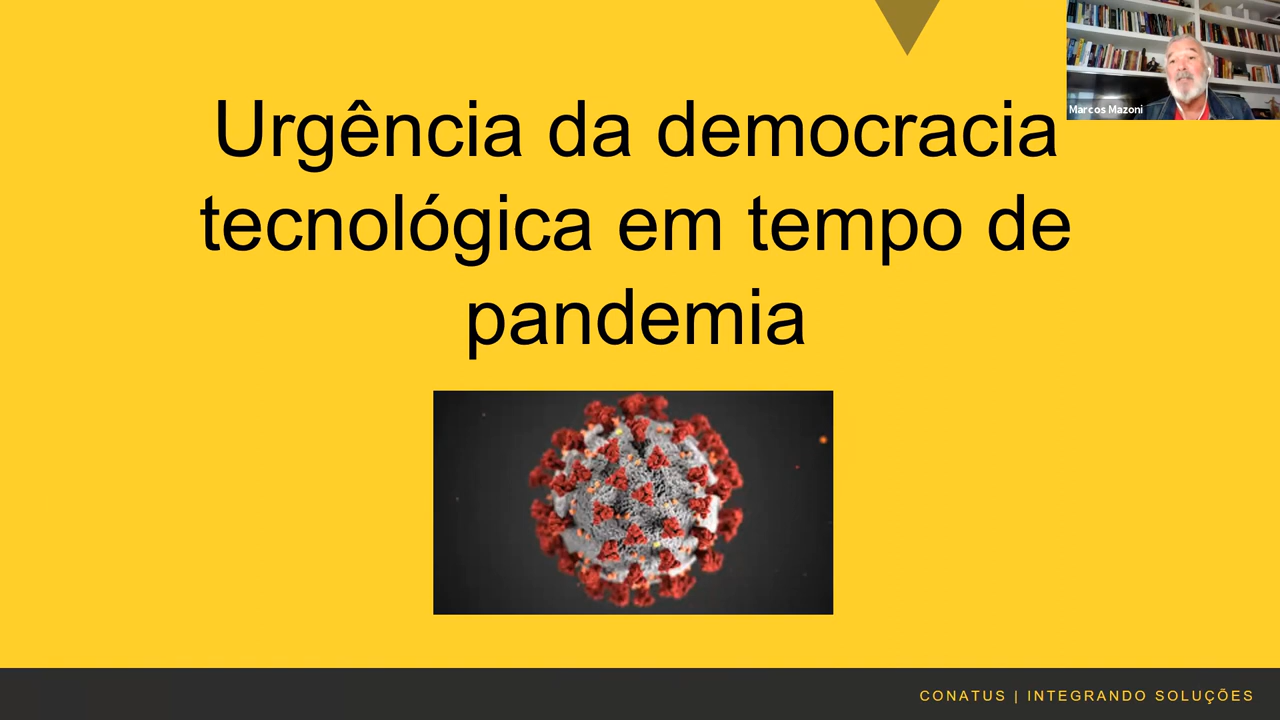 Urgência da democracia
tecnológica em tempo de
pandemia
Marcos Mazoni
CONATUS | INTEGRANDO SOLUÇÕES